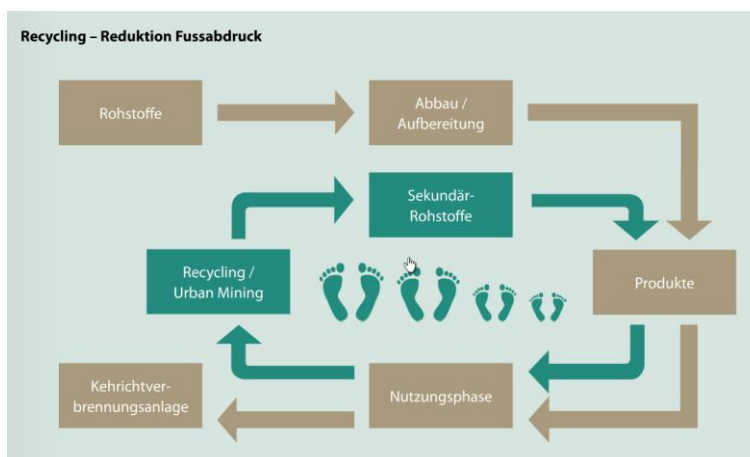 Recycling – Reduktion Fussabdruck
Rohstoffe
Abbau /
Aufbereitung
Sekundär-
Rohstoffe
Recycling /
Urban Mining
Produkte
Kehrichtver-
brennungsanlage
Nutzungsphase